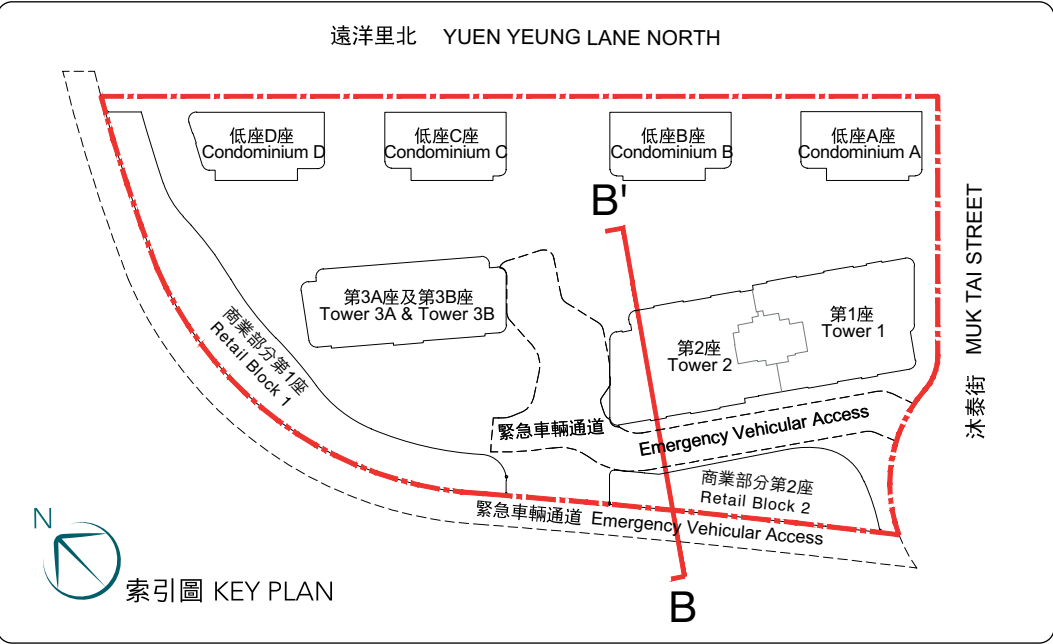 遠洋里北 YUEN YEUNG LANE NORTH
低座D座
Condominium D
低座C座
Condominium C
低座B座
Condominium B
低座A座
Condominium A
B'
沐泰街 MUK TAI STREET
第3A座及第3B座
Tower 3A & Tower 3B
第1座
Tower 1
第2座
Tower 2
商業部分第1座
Retail Block 1
緊急車輛通道 Emergency Vehicular Access
商業部分第2座
Retail Block 2
緊急車輛通道 Emergency Vehicular Access
N
索引圖 KEY PLAN
B